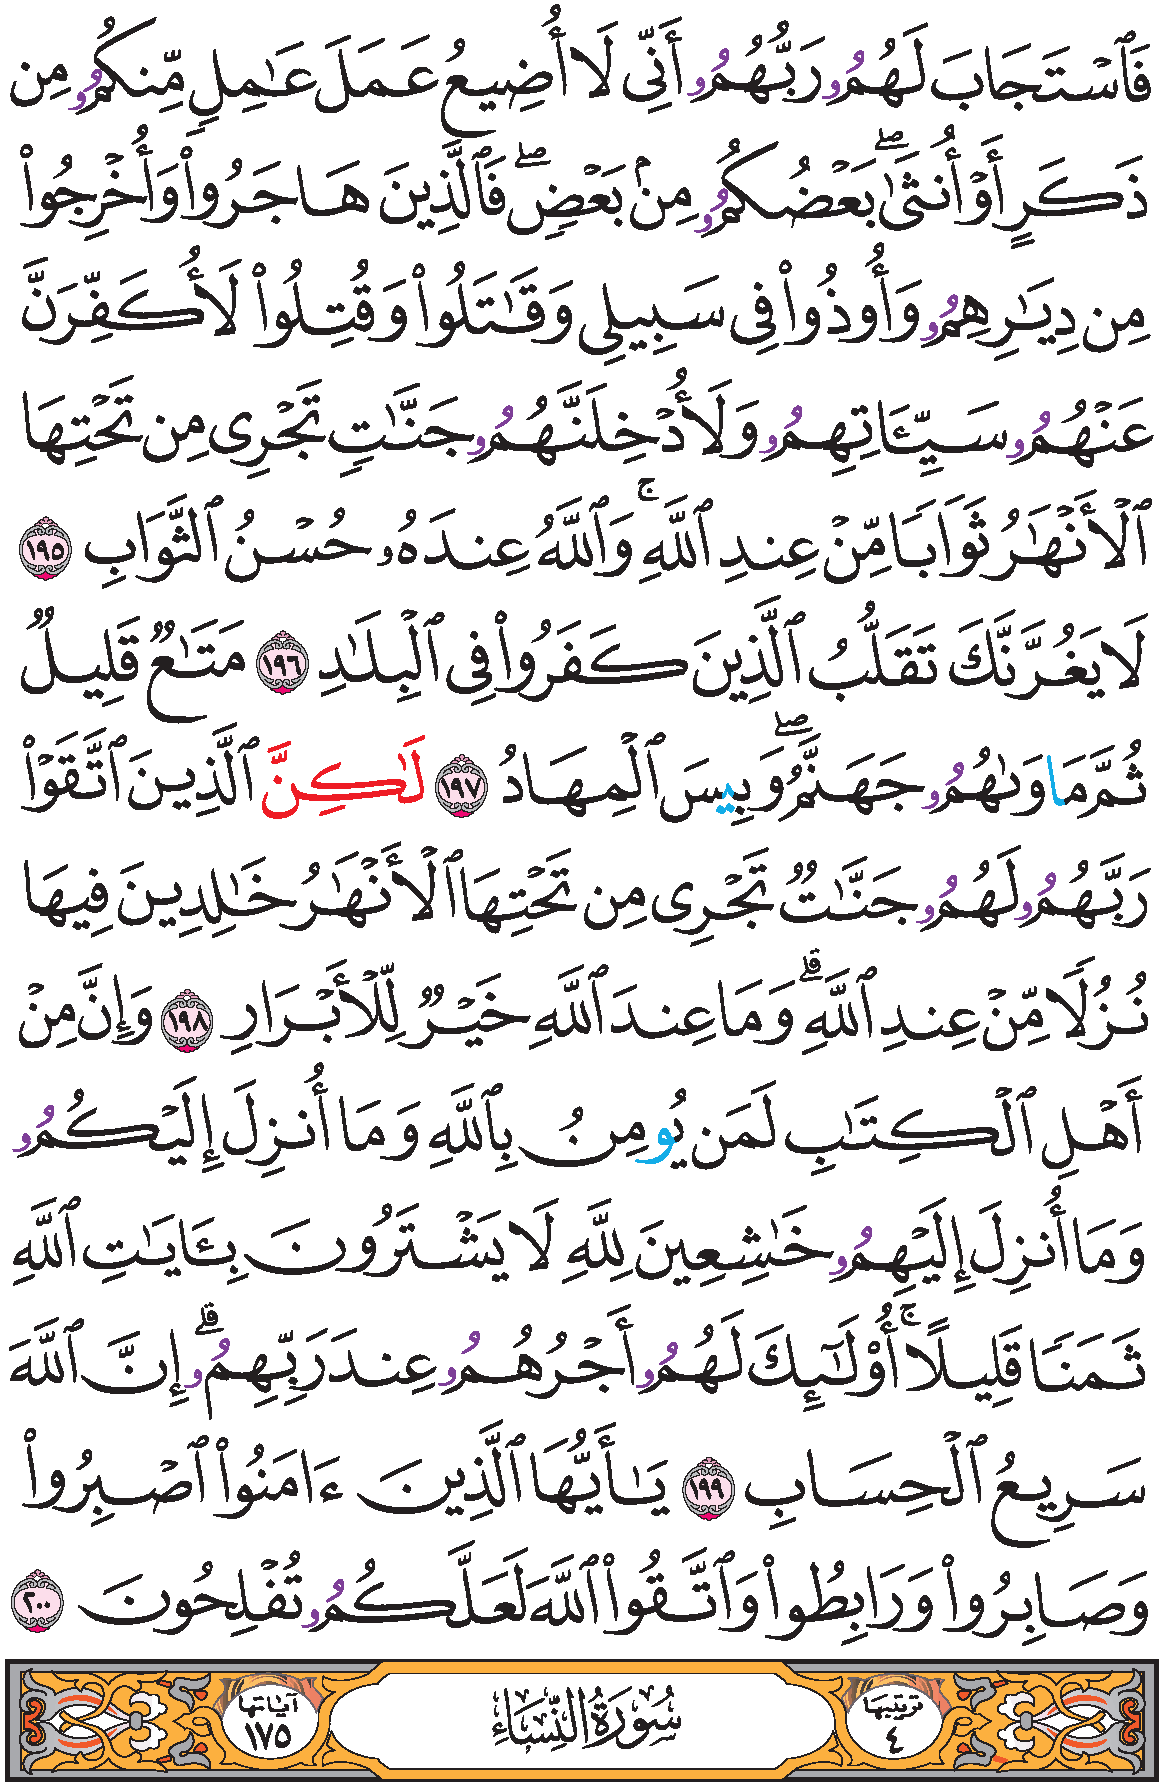 فَٱسۡتَجَابَ لَهُمُۥ رَبُّهُمُۥ أَنِّى لَآ أُضِيعُ عَمَلَ عَٰمِلٖ مِّنكُمُۥ مِن
ذَكَرٍ أَوۡ أُنثَىٰۖ بَعۡضُكُمُۥ مِنۢ بَعۡضٖۖ فَٱلَّذِينَ هَاجَرُواْ وَأُخۡرِجُواْ
مِن دِيَٰرِهِمُۥ وَأُوذُواْ فِى سَبِيلِى وَقَٰتَلُواْ وَقُتِلُواْ لَأُكَفِّرَنَّ
عَنۡهُمُۥ سَيِّـَٔاتِهِمُۥ وَلَأُدۡخِلَنَّهُمُۥ جَنَّٰتٖ تَجۡرِى مِن تَحۡتِهَا
ٱلۡأَنۡهَٰرُ ثَوَابٗا مِّنۡ عِندِ ٱللَّهِۚ وَٱللَّهُ عِندَهُۥ حُسۡنُ ٱلثَّوَابِ ١٩٥
لَا يَغُرَّنَّكَ تَقَلُّبُ ٱلَّذِينَ كَفَرُواْ فِى ٱلۡبِلَٰدِ ١٩٦ مَتَٰعٞ قَلِيلٞ
ثُمَّ مَاوَىٰهُمُۥ جَهَنَّمُۖ وَبِيسَ ٱلۡمِهَادُ ١٩٧ لَٰكِنَّ ٱلَّذِينَ ٱتَّقَوۡاْ
رَبَّهُمُۥ لَهُمُۥ جَنَّٰتٞ تَجۡرِى مِن تَحۡتِهَا ٱلۡأَنۡهَٰرُ خَٰلِدِينَ فِيهَا
نُزُلٗا مِّنۡ عِندِ ٱللَّهِۗ وَمَا عِندَ ٱللَّهِ خَيۡرٞ لِّلۡأَبۡرَارِ ١٩٨ وَإِنَّ مِنۡ
أَهۡلِ ٱلۡكِتَٰبِ لَمَن يُومِنُ بِٱللَّهِ وَمَا أُنزِلَ إِلَيۡكُمُۥ
وَمَا أُنزِلَ إِلَيۡهِمُۥ خَٰشِعِينَ لِلَّهِ لَا يَشۡتَرُونَ بِـَٔايَٰتِ ٱللَّهِ
ثَمَنٗا قَلِيلًاۚ أُوْلَٰٓئِكَ لَهُمُۥ أَجۡرُهُمُۥ عِندَ رَبِّهِمُۥۗ إِنَّ ٱللَّهَ
سَرِيعُ ٱلۡحِسَابِ ١٩٩ يَٰأَيُّهَا ٱلَّذِينَ ءَامَنُواْ ٱصۡبِرُواْ
وَصَابِرُواْ وَرَابِطُواْ وَٱتَّقُواْ ٱللَّهَ لَعَلَّكُمُۥ تُفۡلِحُونَ ٢٠٠
ترتيبها ٤ سُورَةُ النِّسَاءِ آياتها ١٧٥